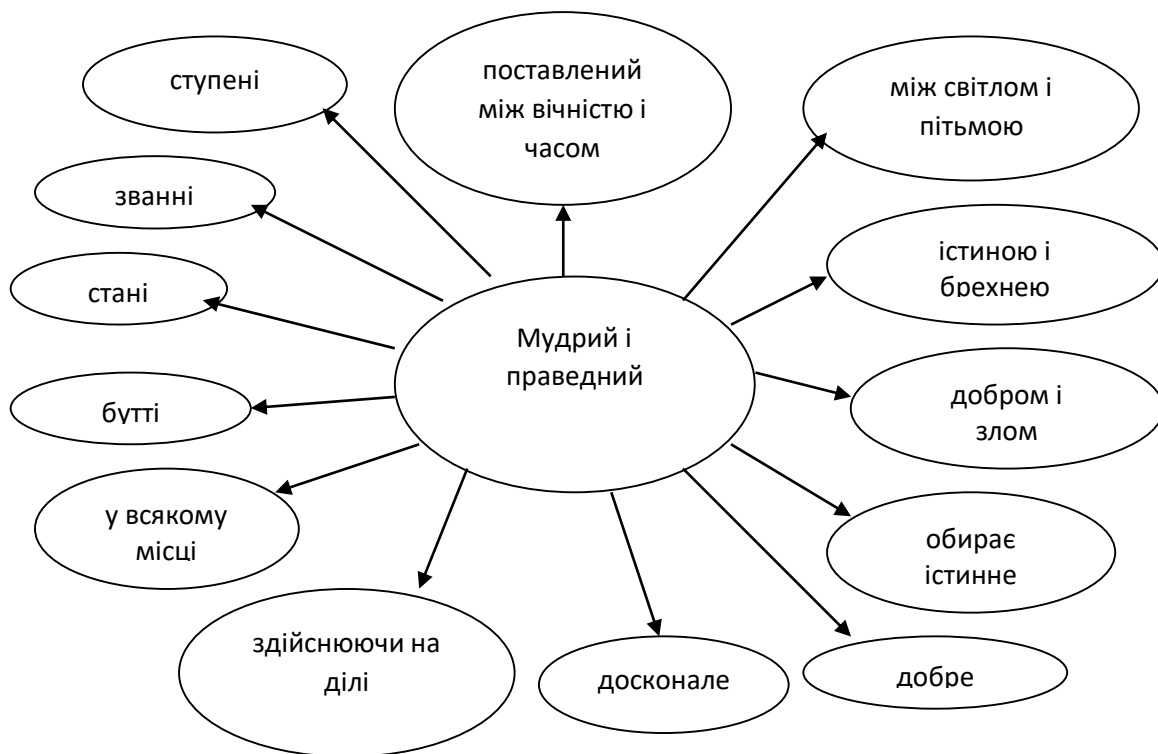 ступені
поставлений
між вічністю і
часом
між світлом і
пітьмою
званні
істиною і
брехнею
стані
Мудрий і
праведний
бутті
добром і
злом
у всякому
місці
обирає
істинне
здійснюючи на
ділі
досконале
добре